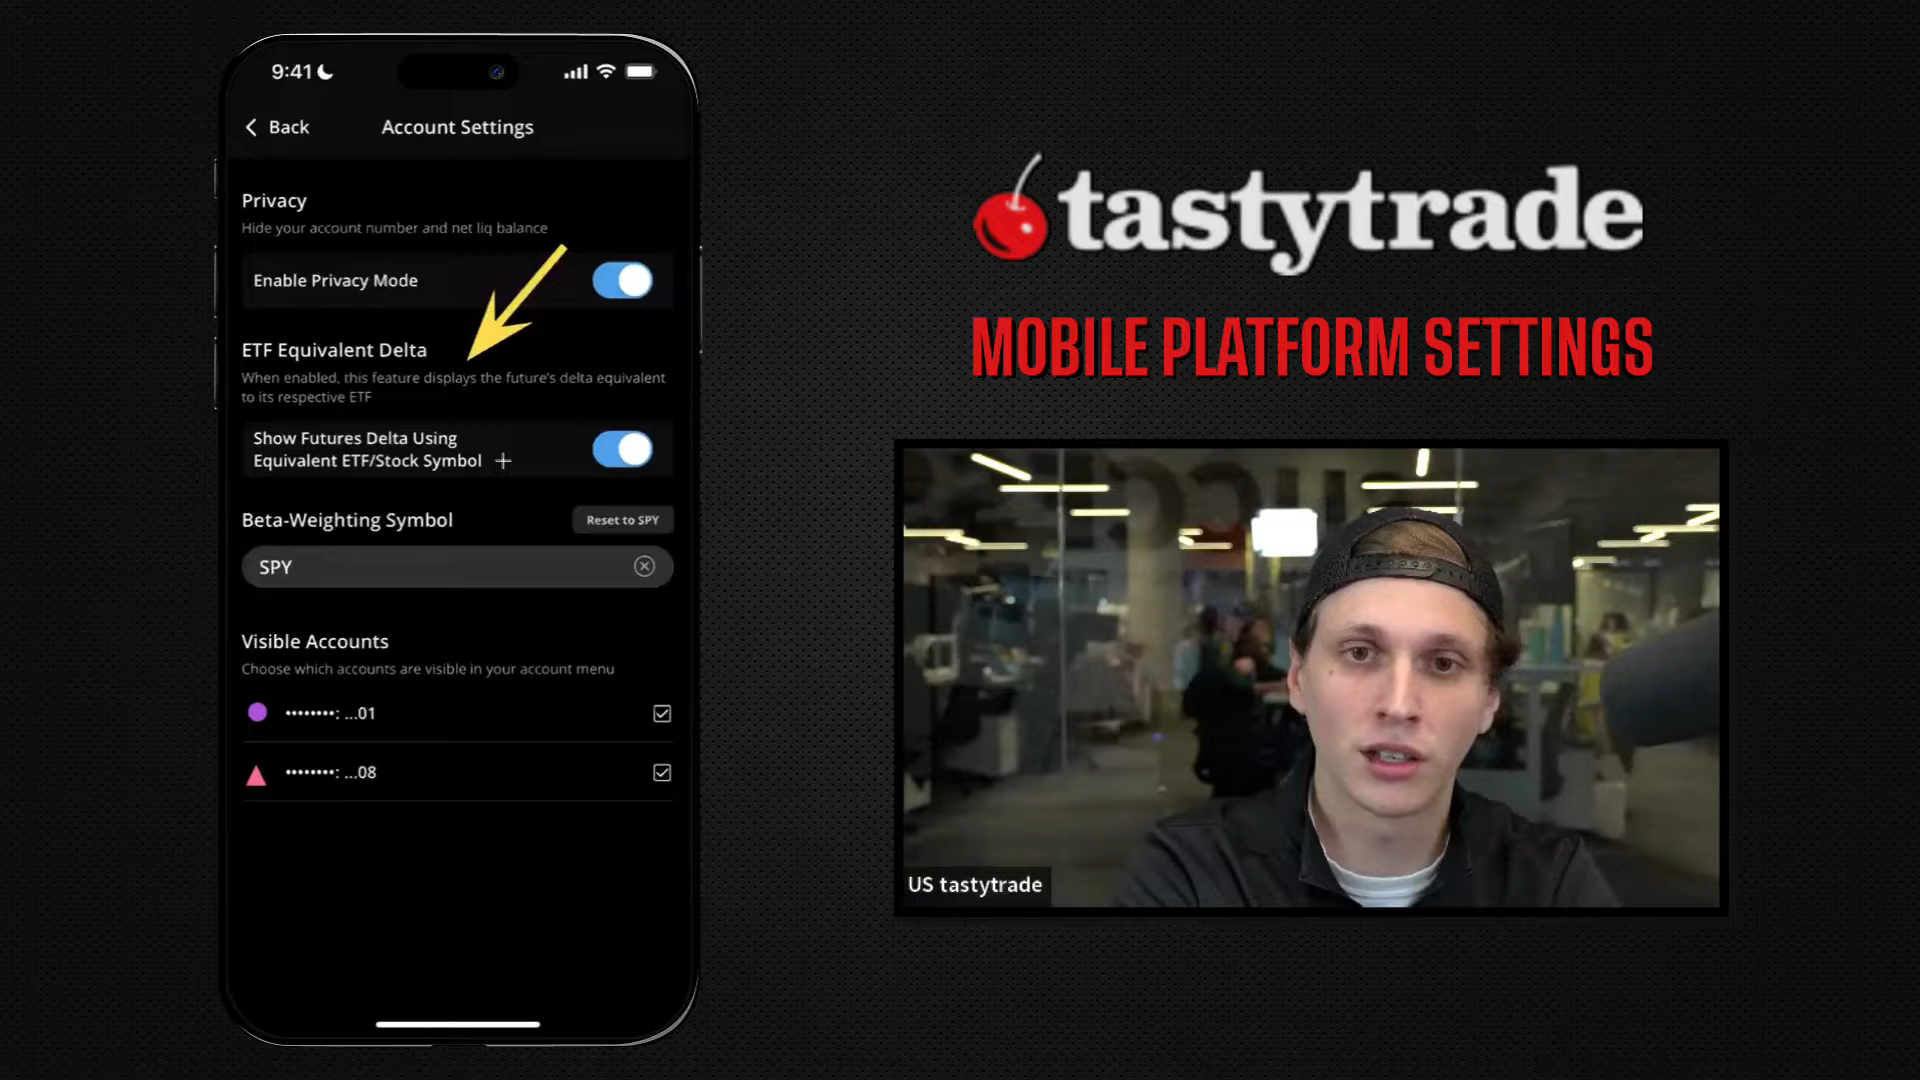 9:41
Back
Account Settings
Privacy
Hide your account number and net liq balance
Enable Privacy Mode
ETF Equivalent Delta
When enabled, this feature displays the future's delta equivalent
to its respective ETF
Show Futures Delta Using
Equivalent ETF/Stock Symbol
Beta-Weighting Symbol
Reset to SPY
SPY
Visible Accounts
Choose which accounts are visible in your account menu
••••••••: ...01
••••••••: ...08
tastytrade
MOBILE PLATFORM SETTINGS
US tastytrade